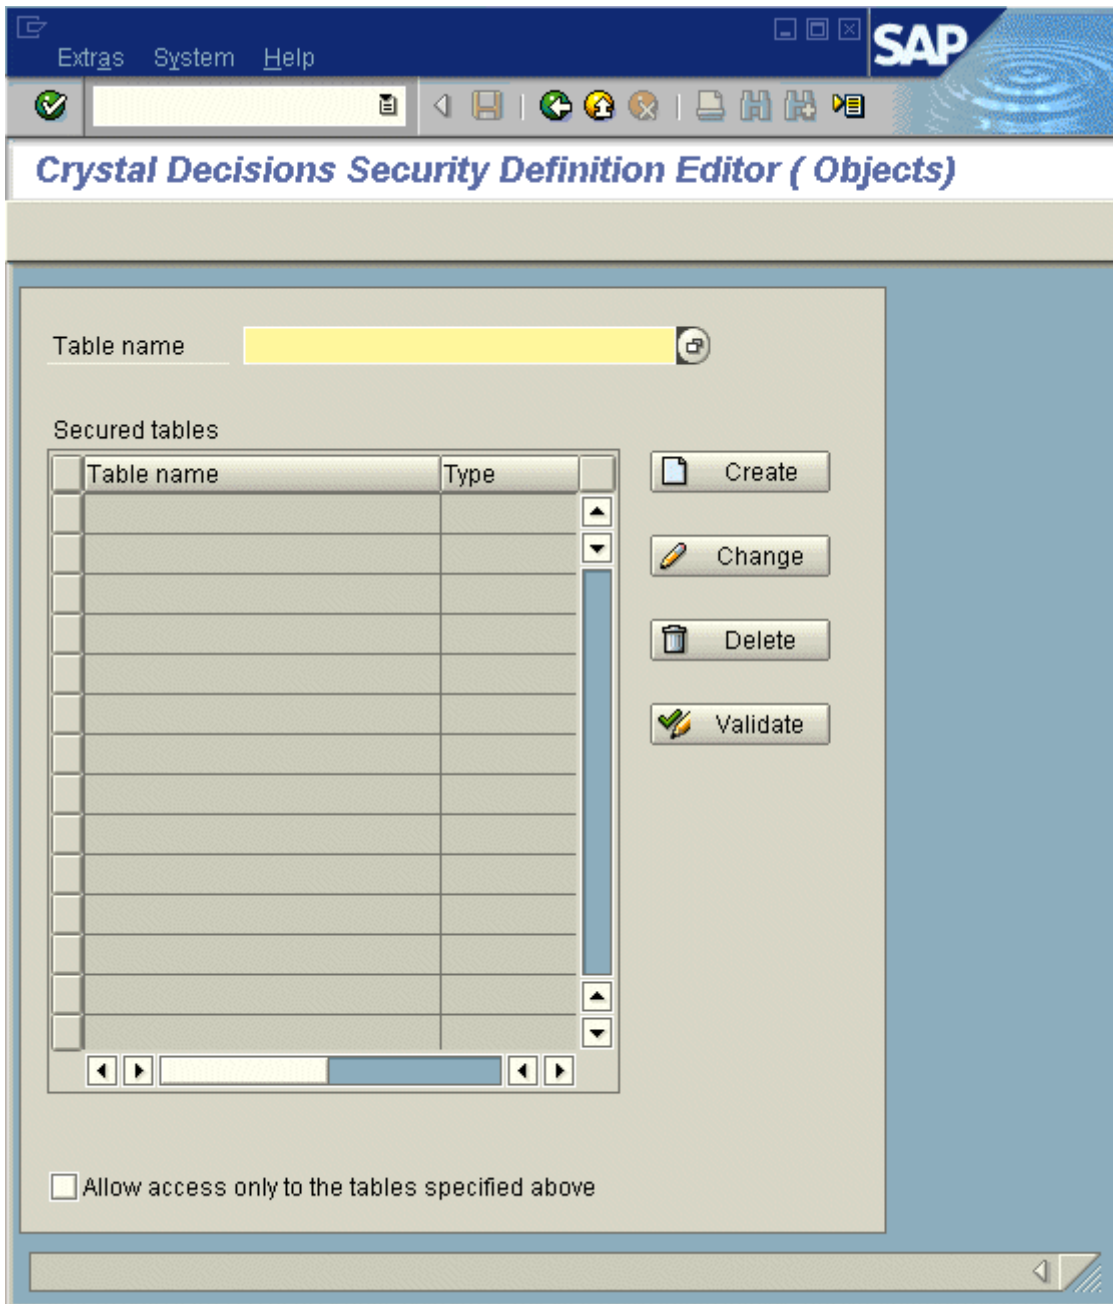 Extras System Help
SAP
Crystal Decisions Security Definition Editor ( Objects)
Table name
Secured tables
Table name Type
Create
Change
Delete
Validate
Allow access only to the tables specified above